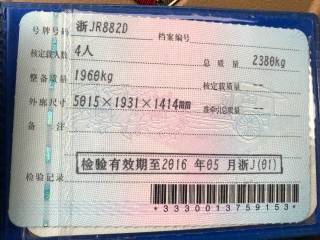 号牌号码 浙JR882D 档案编号
核定载人数 4人 总质量 2380kg
整备质量 1960kg 核定载质量 --
外廓尺寸 5015×1931×1414mm 准牵引总质量 --
备注
检验有效期至2016年05月浙J(01)
检验记录
*3330013759153*